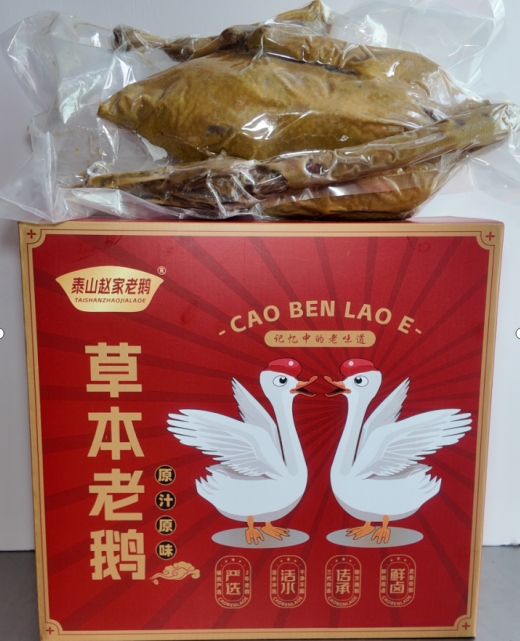 泰山赵家老鹅®
TAISHANZHAOJIALAOE
- CAO BEN LAO E -
记忆中的老味道
草本老鹅
原汁原味
严选
活水
传承
鲜卤